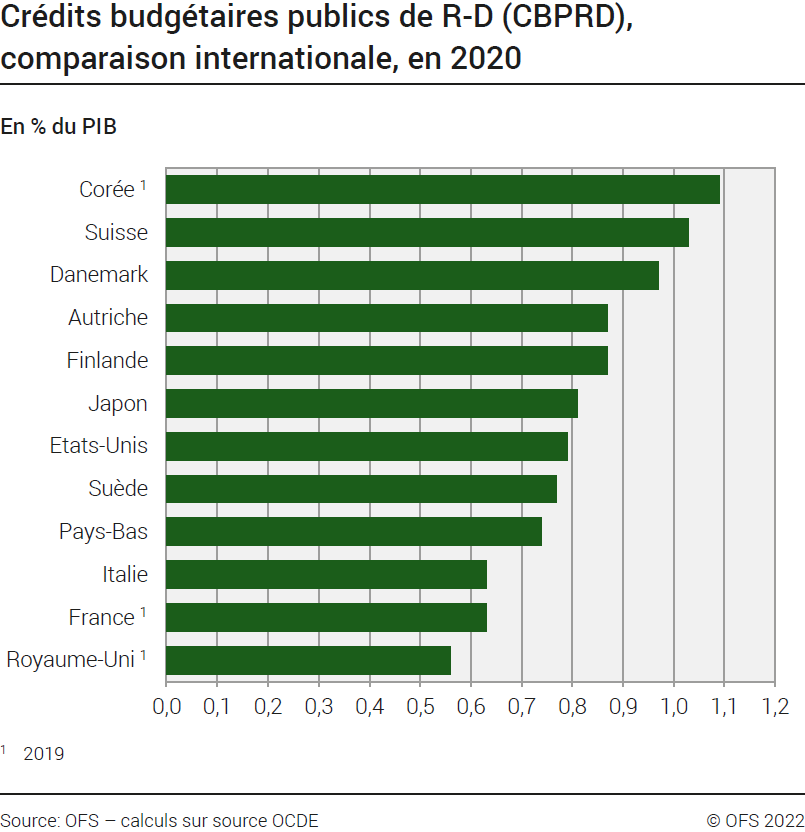 Crédits budgétaires publics de R-D (CBPRD),
comparaison internationale, en 2020
En % du PIB
Corée ¹
Suisse
Danemark
Autriche
Finlande
Japon
Etats-Unis
Suède
Pays-Bas
Italie
France ¹
Royaume-Uni ¹
0,0 0,1 0,2 0,3 0,4 0,5 0,6 0,7 0,8 0,9 1,0 1,1 1,2
¹ 2019
Source: OFS – calculs sur source OCDE © OFS 2022